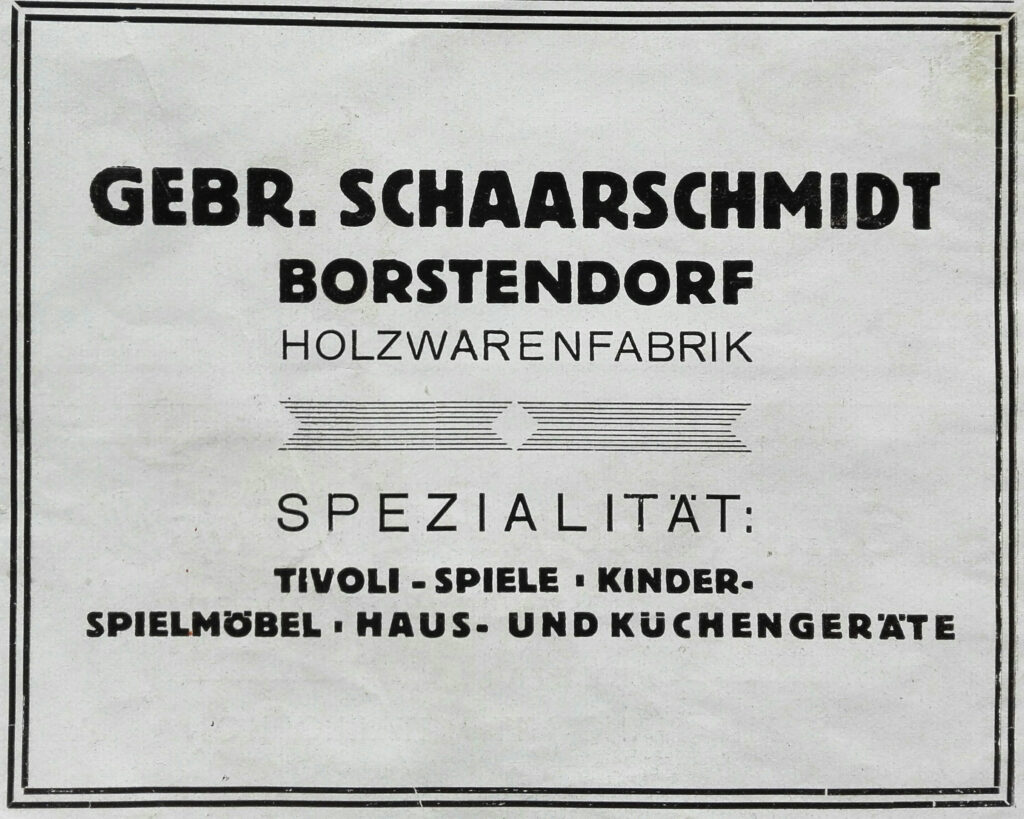 GEBR. SCHAARSCHMIDT
BORSTENDORF
HOLZWARENFABRIK
SPEZIALITÄT:
TIVOLI - SPIELE · KINDER-
SPIELMÖBEL · HAUS- UND KÜCHENGERÄTE